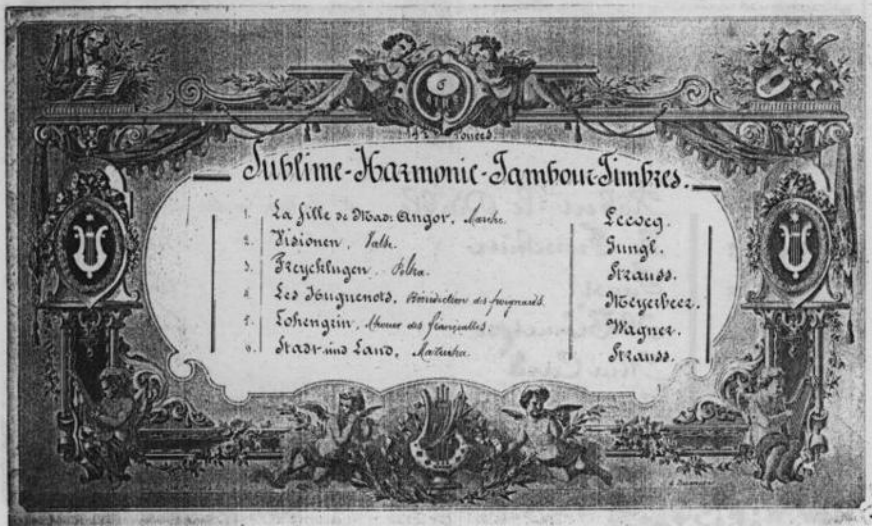 Sublime-Harmonie-Tambour-Timbres.
1. La fille de Mad: Angot, Marche. Lecocq.
2. Visionen, Valse. Gungl.
3. Polka. Strauss.
4. Les Huguenots, Bénédiction des poignards. Meyerbeer.
5. Lohengrin, Choeur des fiançailles. Wagner.
6. Stadt und Land, Mazurka. Strauss.